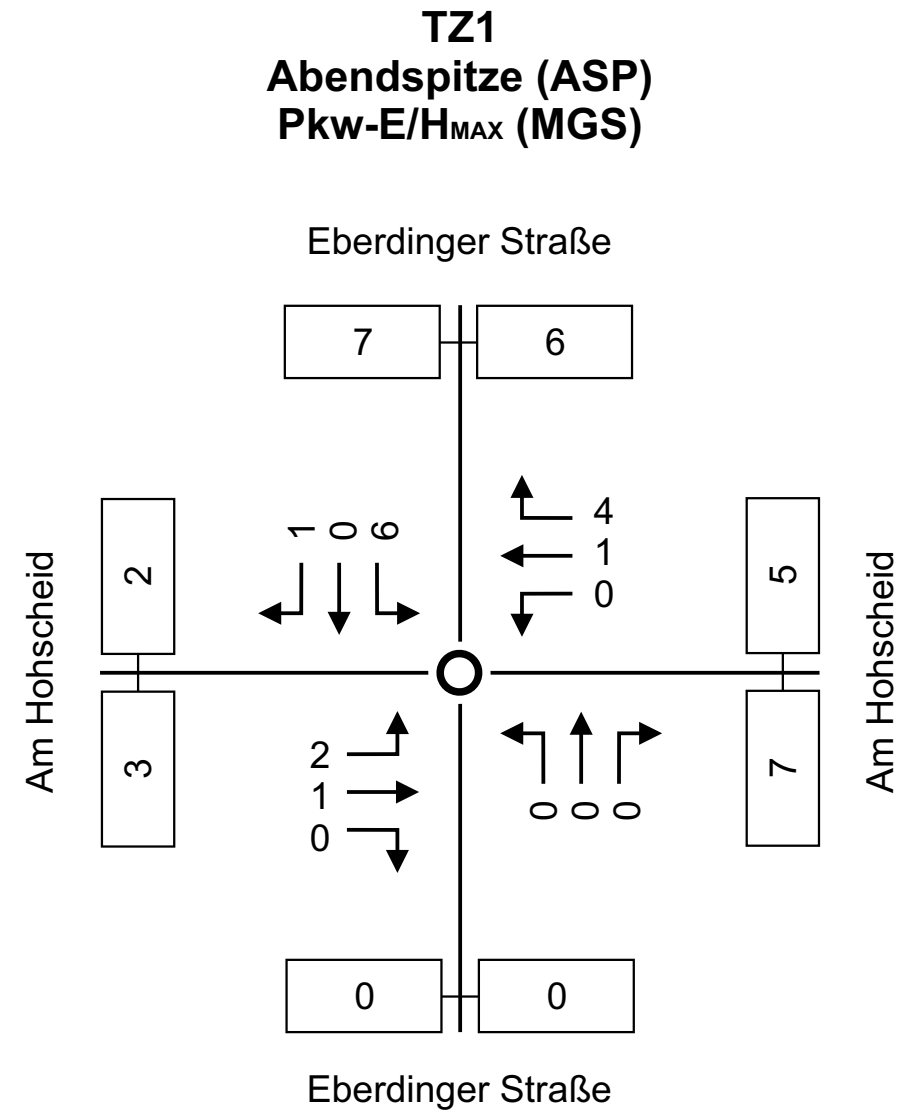 TZ1
Abendspitze (ASP)
Pkw-E/HMAX (MGS)
Eberdinger Straße
7 6
4
1 0 6
1
0
2 5
Am Hohscheid Am Hohscheid
3 7
2
1
0
0 0 0
0 0
Eberdinger Straße